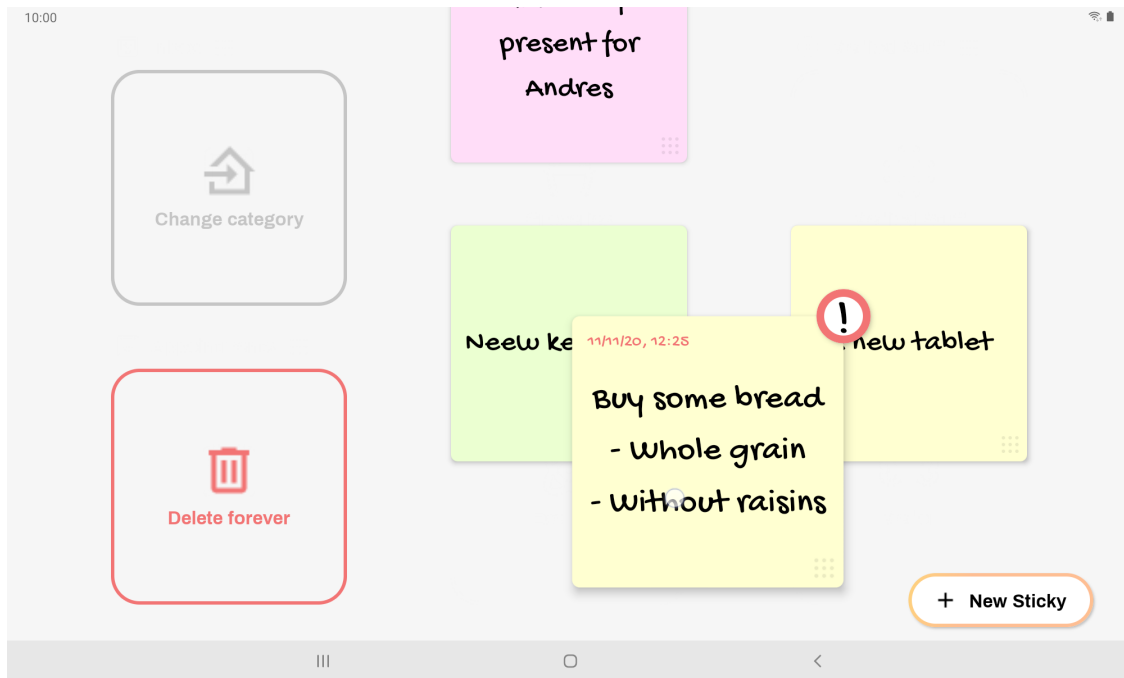 10:00
present for
Andres
Change category
Neew
new tablet
11/11/20, 12:25
!
Buy some bread
- Whole grain
- Without raisins
Delete forever
+ New Sticky